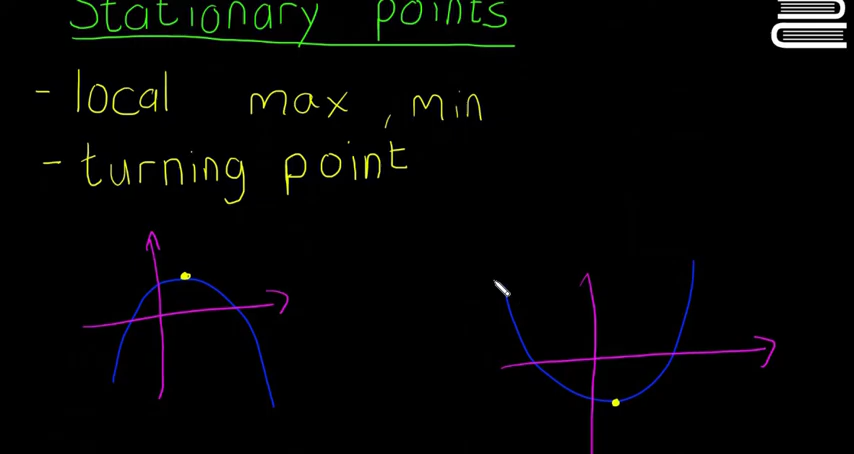 Stationary points
- local max, min
- turning point